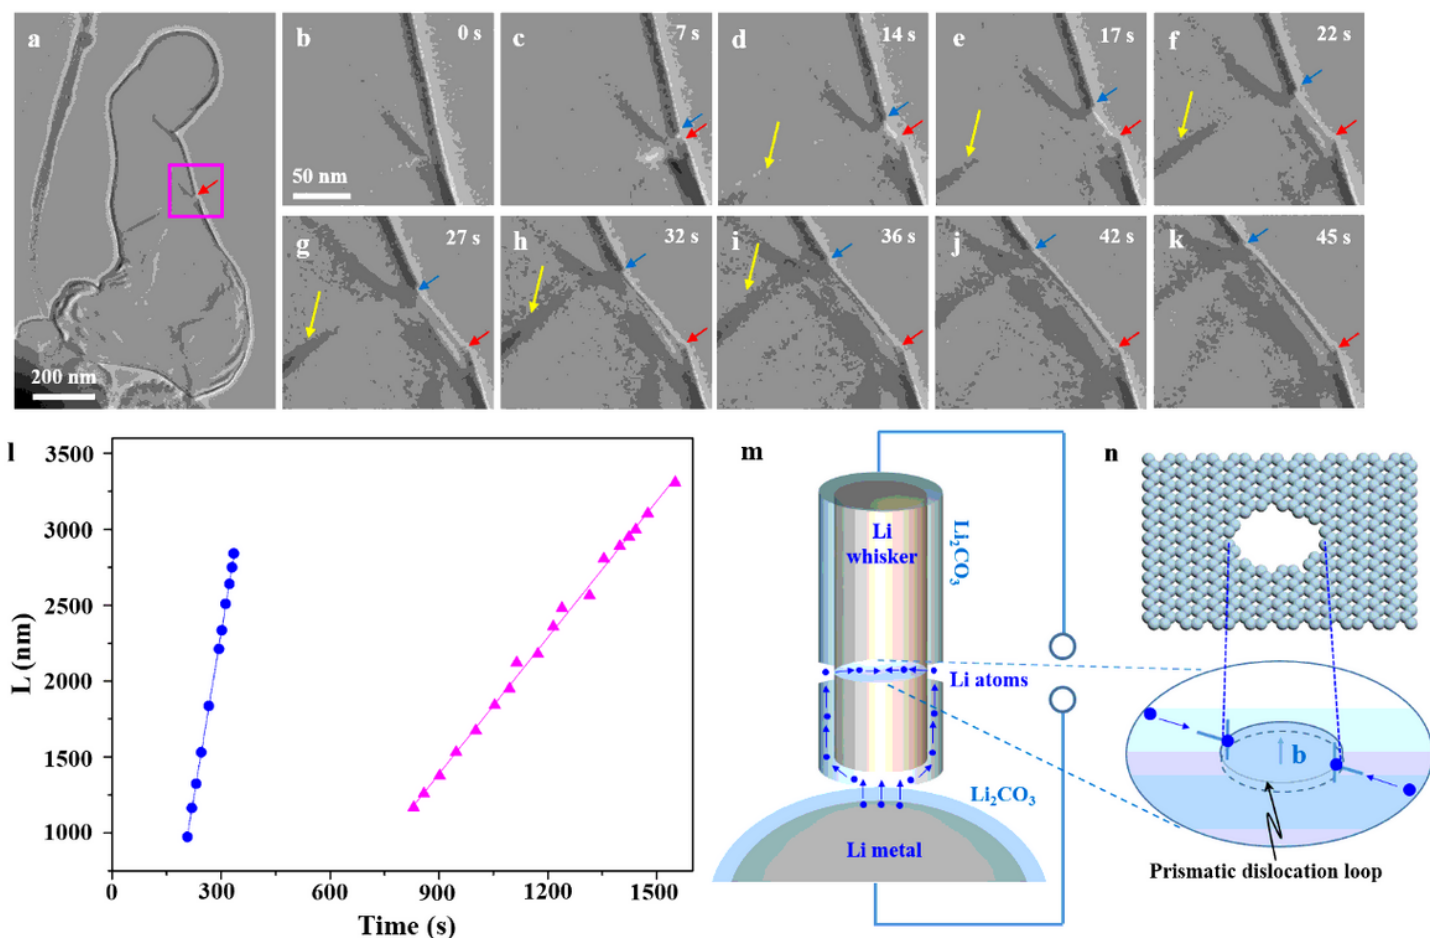 a
200 nm
b 0 s
50 nm
c 7 s
d 14 s
e 17 s
f 22 s
g 27 s
h 32 s
i 36 s
j 42 s
k 45 s
l
3500
3000
2500
2000
1500
1000
L (nm)
0 300 600 900 1200 1500
Time (s)
m
Li
whisker
Li₂CO₃
Li atoms
Li₂CO₃
Li metal
n
b
Prismatic dislocation loop